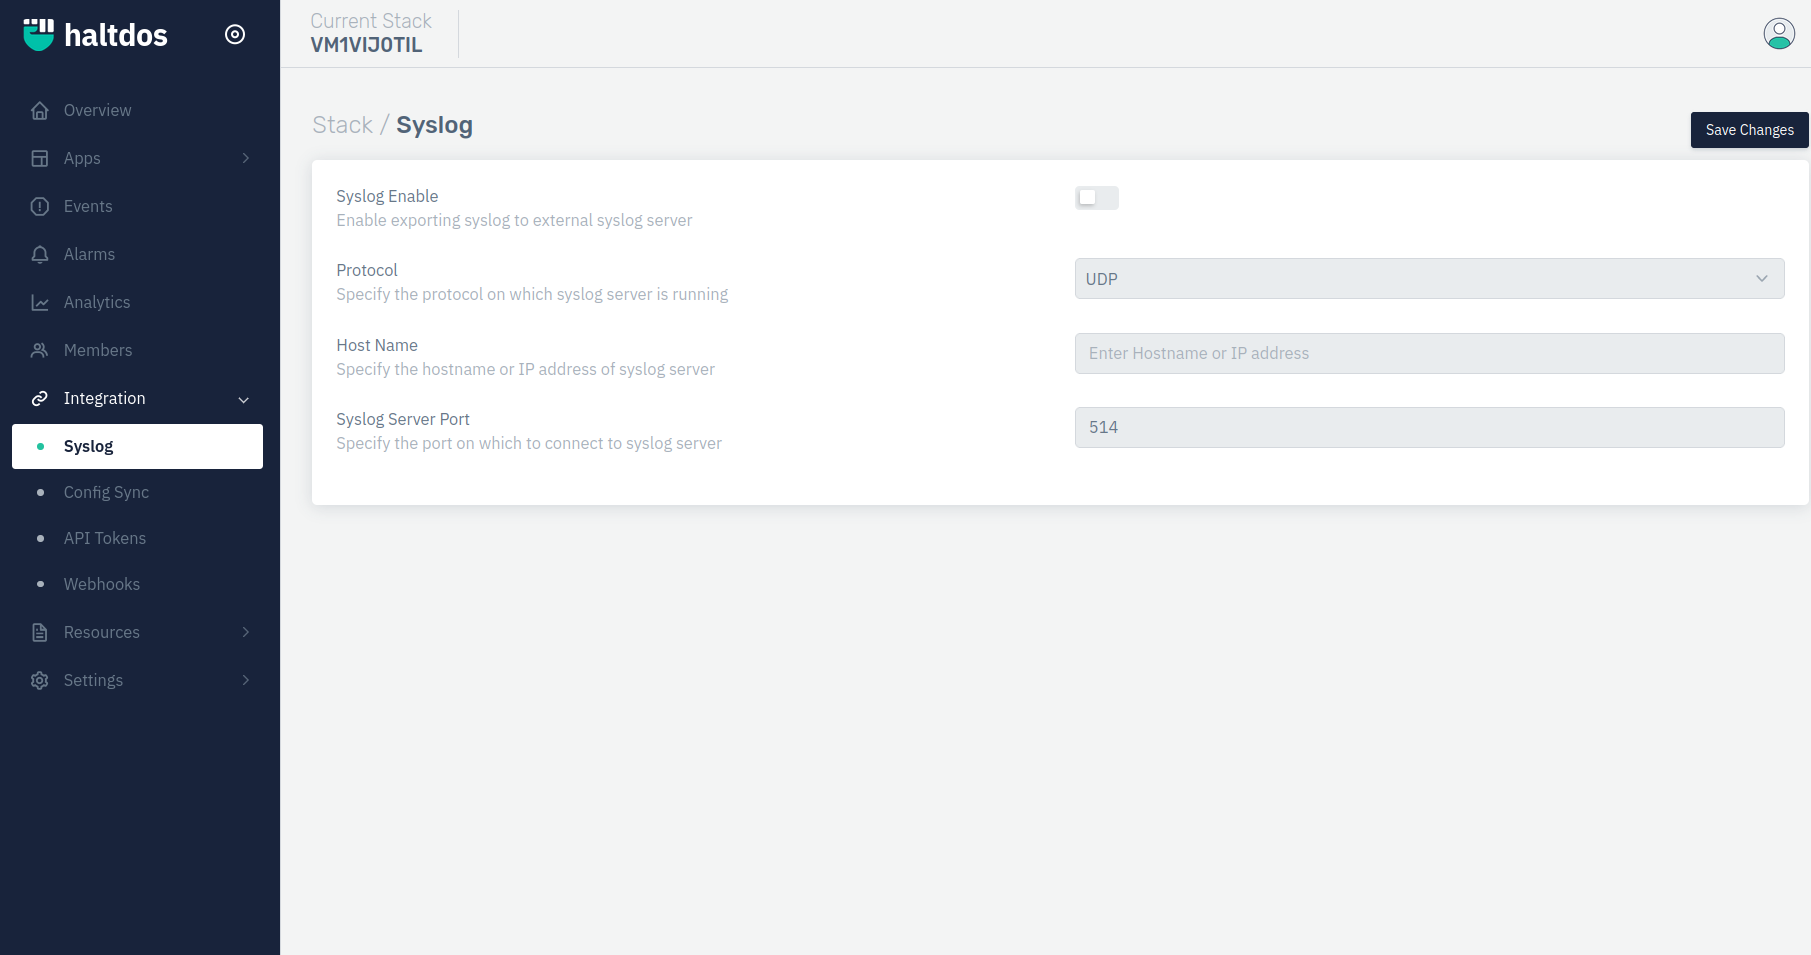 haltdos
Overview
Apps
Events
Alarms
Analytics
Members
Integration
Syslog
Config Sync
API Tokens
Webhooks
Resources
Settings
Current Stack
VM1VIJ0TIL
Stack / Syslog
Save Changes
Syslog Enable
Enable exporting syslog to external syslog server
Protocol
Specify the protocol on which syslog server is running
UDP
Host Name
Specify the hostname or IP address of syslog server
Enter Hostname or IP address
Syslog Server Port
Specify the port on which to connect to syslog server
514